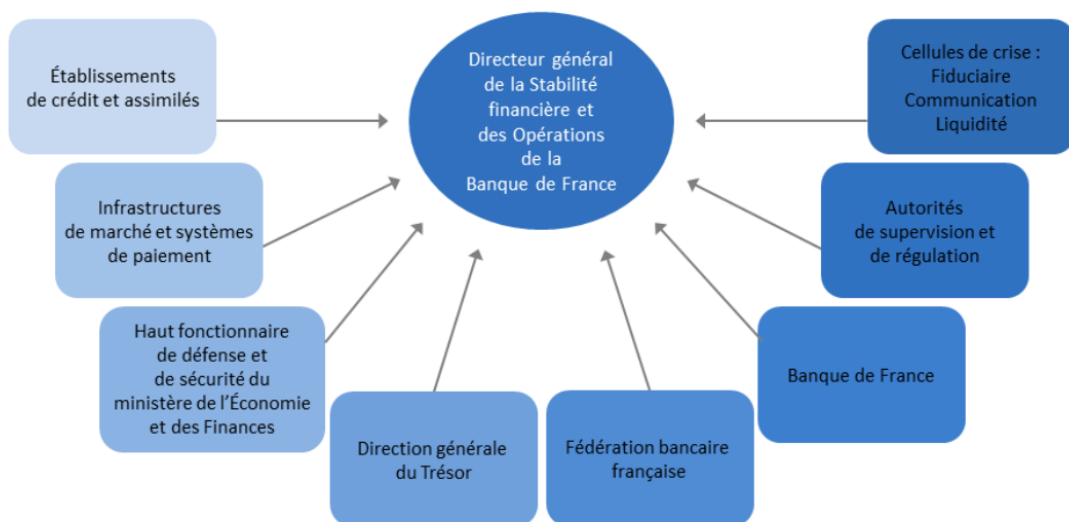 Établissements
de crédit et assimilés
Infrastructures
de marché et systèmes
de paiement
Haut fonctionnaire
de défense et
de sécurité du
ministère de l'Économie
et des Finances
Direction générale
du Trésor
Fédération bancaire
française
Banque de France
Autorités
de supervision et
de régulation
Cellules de crise :
Fiduciaire
Communication
Liquidité
Directeur général
de la Stabilité
financière et
des Opérations
de la
Banque de France